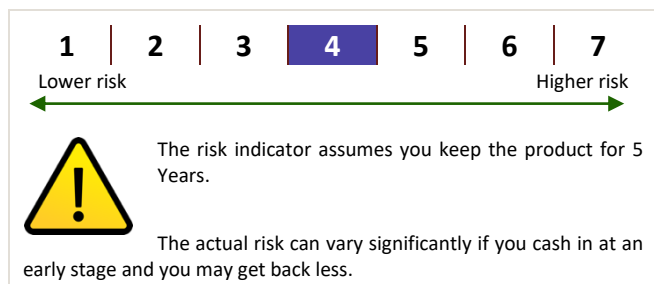 1 2 3 4 5 6 7
Lower risk Higher risk
The risk indicator assumes you keep the product for 5
Years.
The actual risk can vary significantly if you cash in at an
early stage and you may get back less.